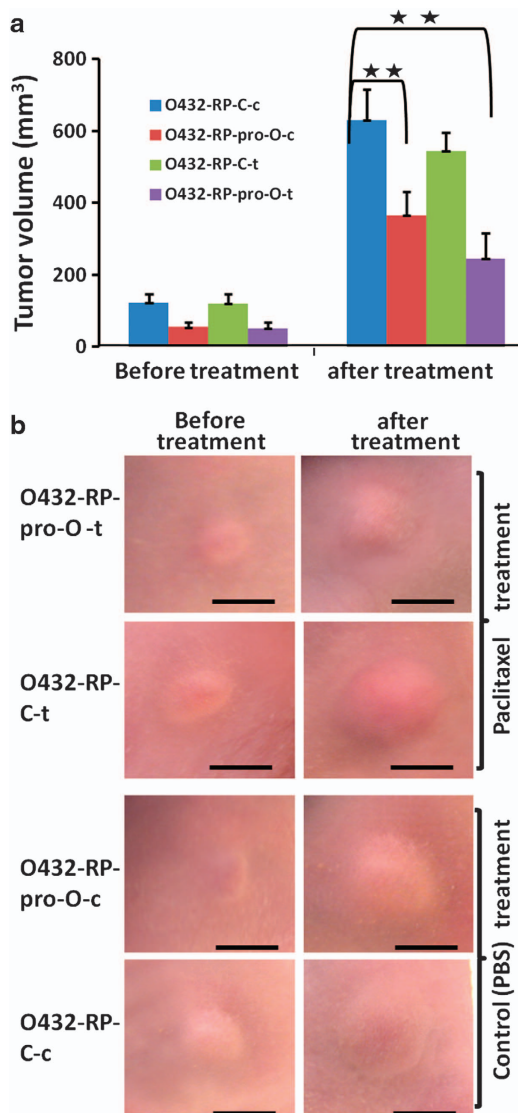 a
★ ★
★★
Tumor volume (mm³)
800
600
400
200
0
O432-RP-C-c
O432-RP-pro-O-c
O432-RP-C-t
O432-RP-pro-O-t
Before treatment
after treatment
b
Before
treatment
after
treatment
O432-RP-
pro-O -t
O432-RP-
C-t
O432-RP-
pro-O-c
O432-RP-
C-c
treatment
Paclitaxel
treatment
Control (PBS)